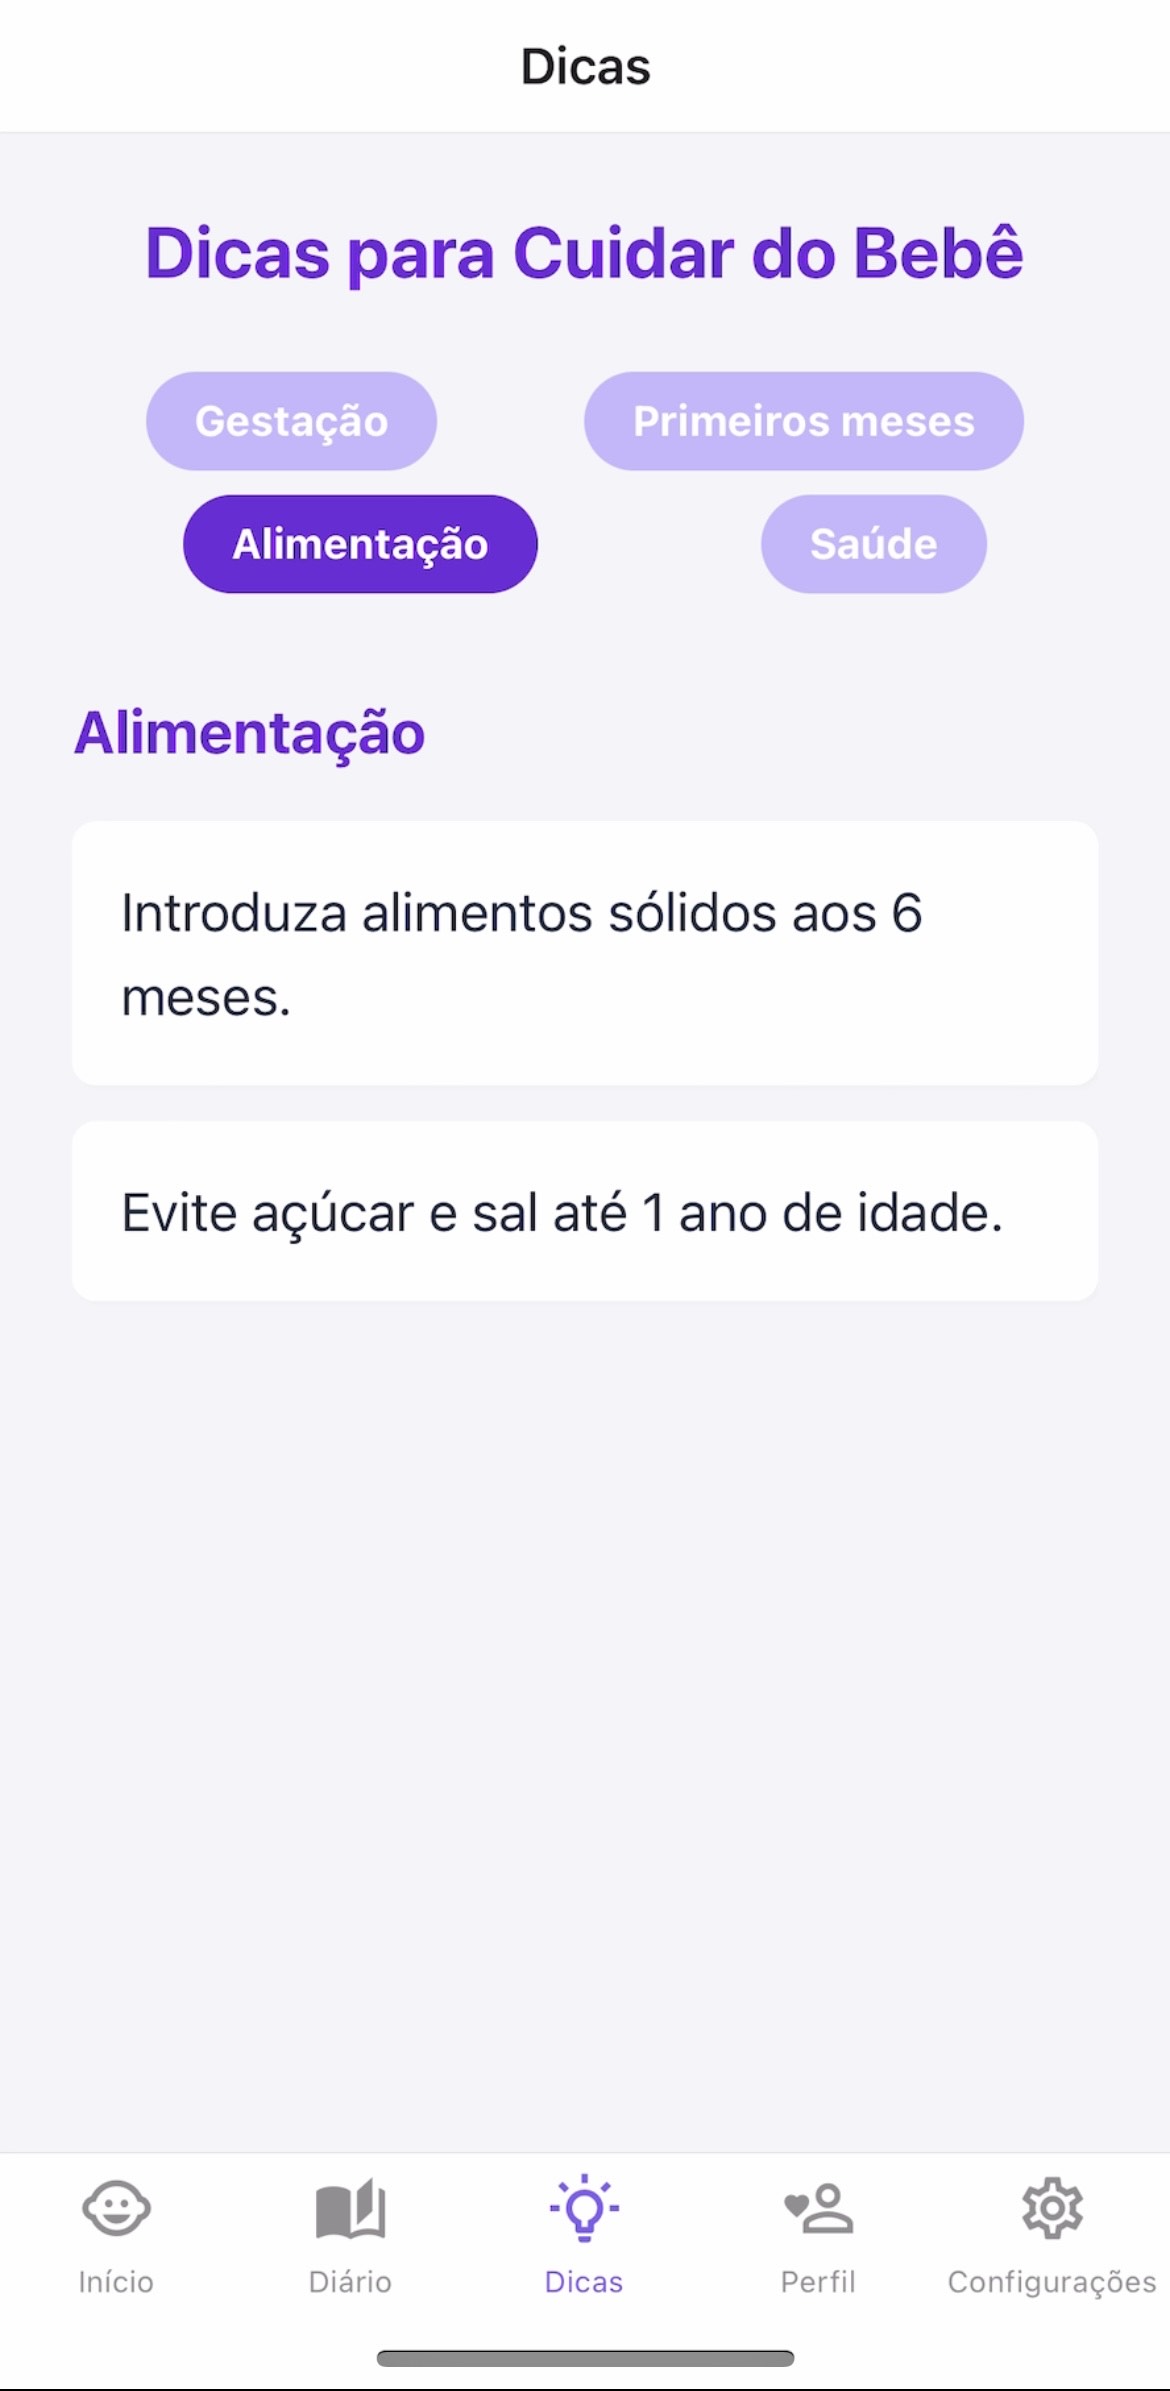 Dicas
Dicas para Cuidar do Bebê
Gestação
Primeiros meses
Alimentação
Saúde
Alimentação
Introduza alimentos sólidos aos 6
meses.
Evite açúcar e sal até 1 ano de idade.
Início
Diário
Dicas
Perfil
Configurações